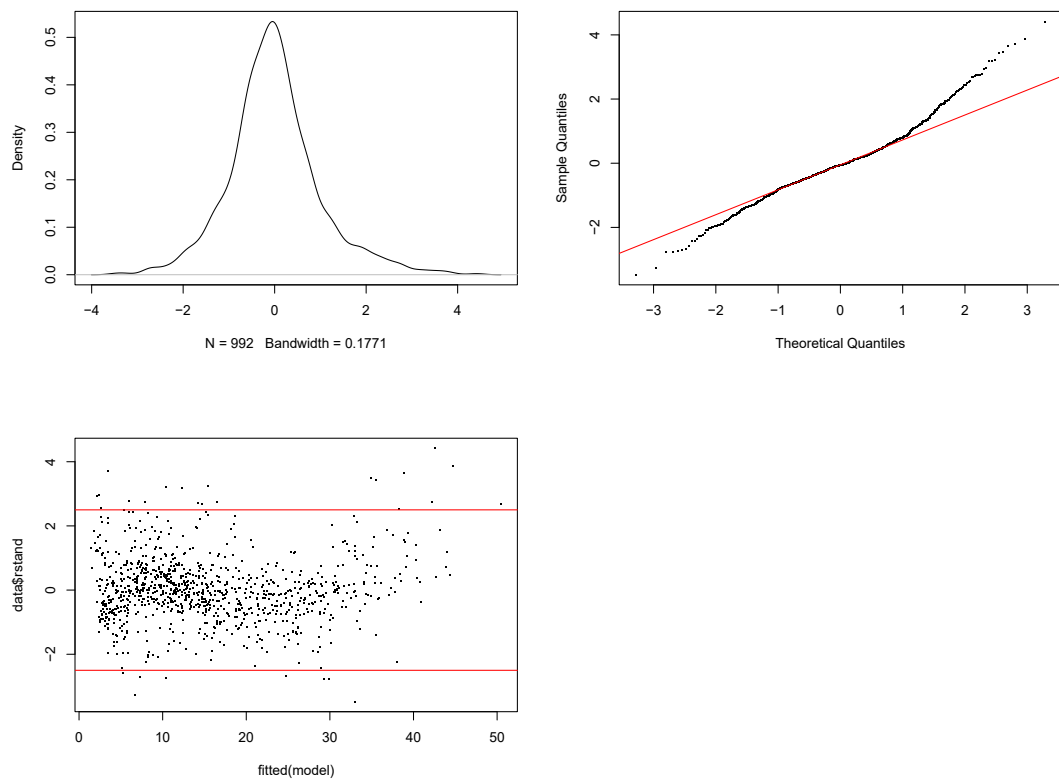 0.5
0.4
0.3
0.2
0.1
0.0
Density
−4 −2 0 2 4
N = 992 Bandwidth = 0.1771
4
2
0
−2
Sample Quantiles
−3 −2 −1 0 1 2 3
Theoretical Quantiles
4
2
0
−2
data$rstand
0 10 20 30 40 50
fitted(model)